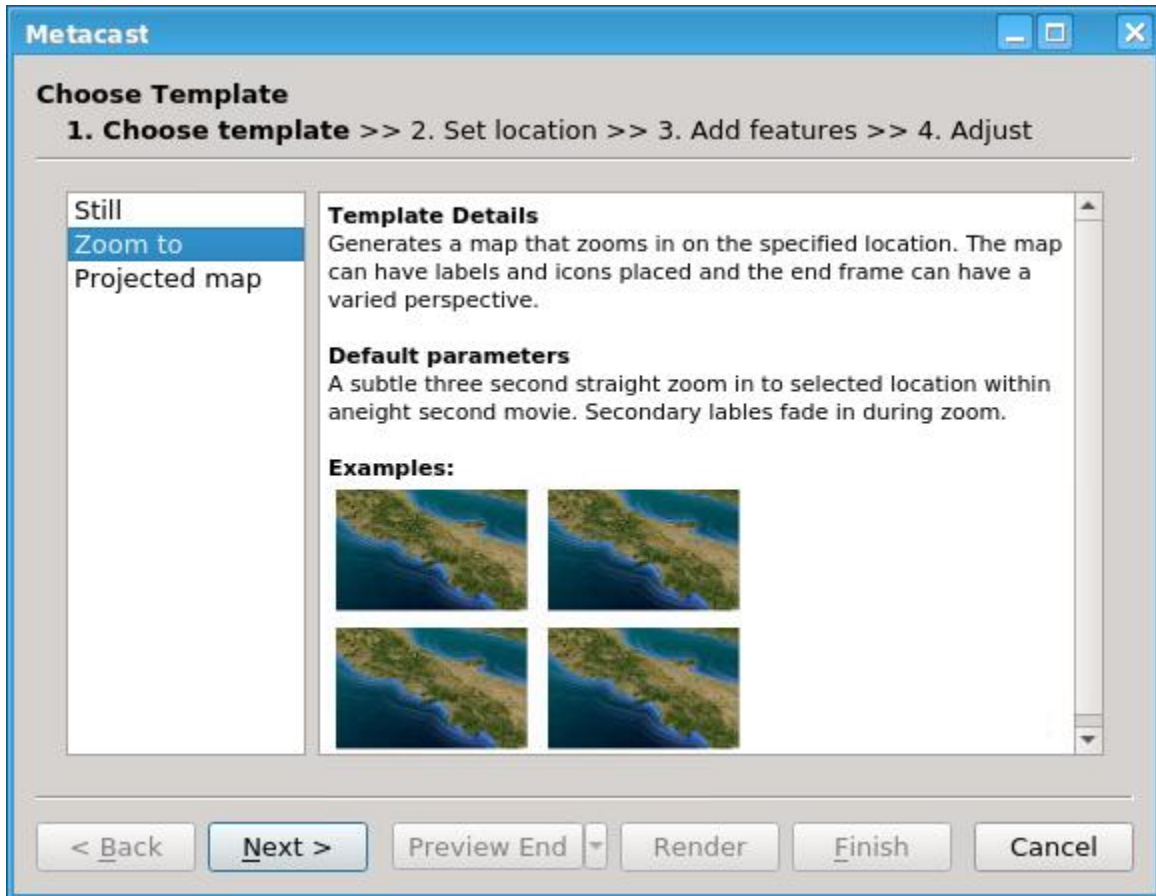 Metacast
Choose Template
1. Choose template >> 2. Set location >> 3. Add features >> 4. Adjust
Still
Zoom to
Projected map
Template Details
Generates a map that zooms in on the specified location. The map
can have labels and icons placed and the end frame can have a
varied perspective.
Default parameters
A subtle three second straight zoom in to selected location within
aneight second movie. Secondary lables fade in during zoom.
Examples:
< Back
Next >
Preview End
Render
Finish
Cancel